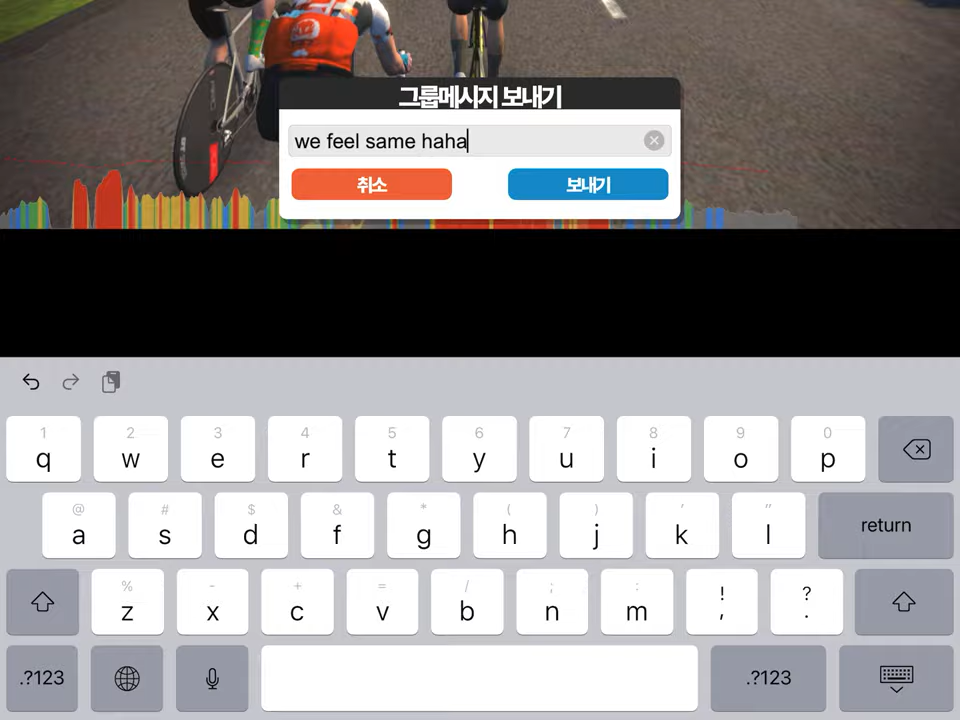 그룹메시지 보내기
we feel same haha
취소 보내기
1 2 3 4 5 6 7 8 9 0
q w e r t y u i o p
@ # $ & * ( ) ' "
a s d f g h j k l return
% - + = / ; : ! ?
z x c v b n m , .
.?123 .?123